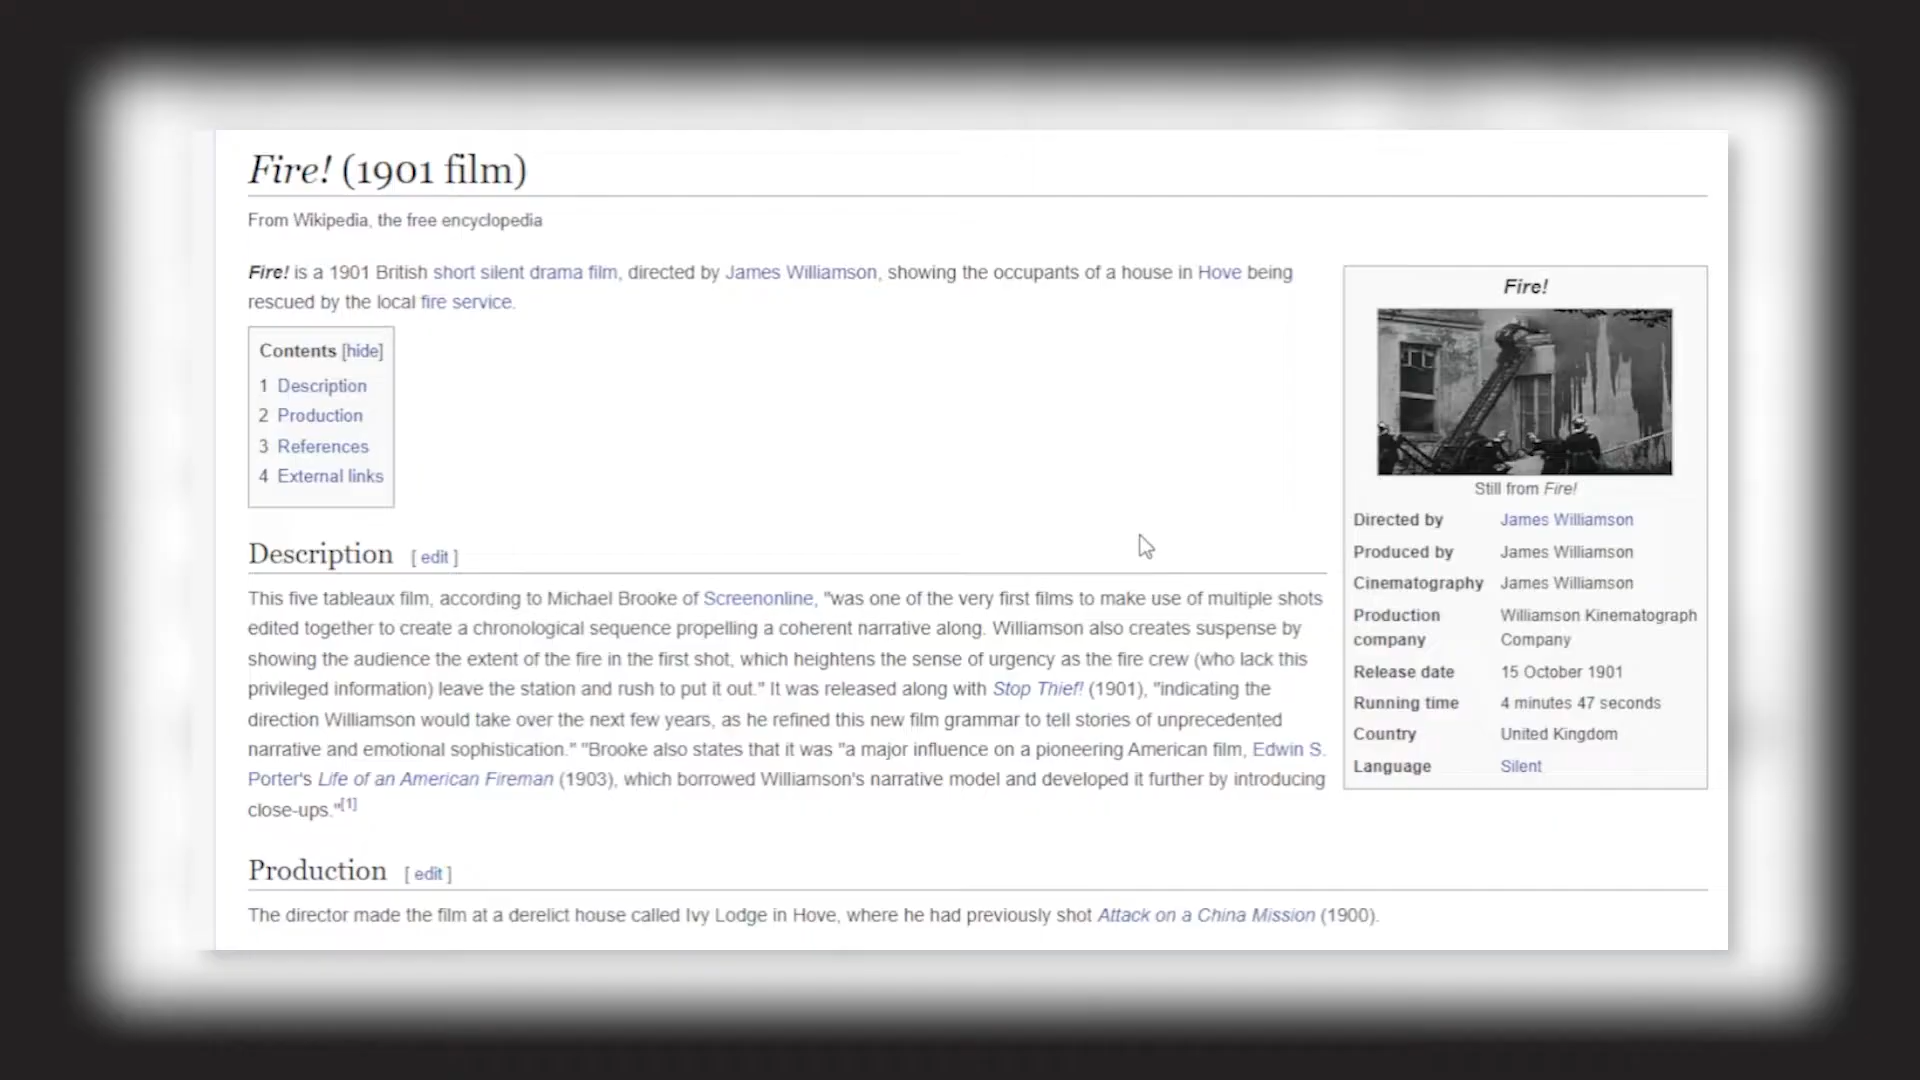 Fire! (1901 film)
From Wikipedia, the free encyclopedia
Fire! is a 1901 British short silent drama film, directed by James Williamson, showing the occupants of a house in Hove being
rescued by the local fire service.
Contents [hide]
1 Description
2 Production
3 References
4 External links
Description [ edit ]
This five tableaux film, according to Michael Brooke of Screenonline, "was one of the very first films to make use of multiple shots
edited together to create a chronological sequence propelling a coherent narrative along. Williamson also creates suspense by
showing the audience the extent of the fire in the first shot, which heightens the sense of urgency as the fire crew (who lack this
privileged information) leave the station and rush to put it out." It was released along with Stop Thief! (1901), "indicating the
direction Williamson would take over the next few years, as he refined this new film grammar to tell stories of unprecedented
narrative and emotional sophistication." "Brooke also states that it was "a major influence on a pioneering American film, Edwin S.
Porter's Life of an American Fireman (1903), which borrowed Williamson's narrative model and developed it further by introducing
close-ups."[1]
Production [ edit ]
The director made the film at a derelict house called Ivy Lodge in Hove, where he had previously shot Attack on a China Mission (1900).
Fire!
Still from Fire!
Directed by James Williamson
Produced by James Williamson
Cinematography James Williamson
Production Williamson Kinematograph
company Company
Release date 15 October 1901
Running time 4 minutes 47 seconds
Country United Kingdom
Language Silent